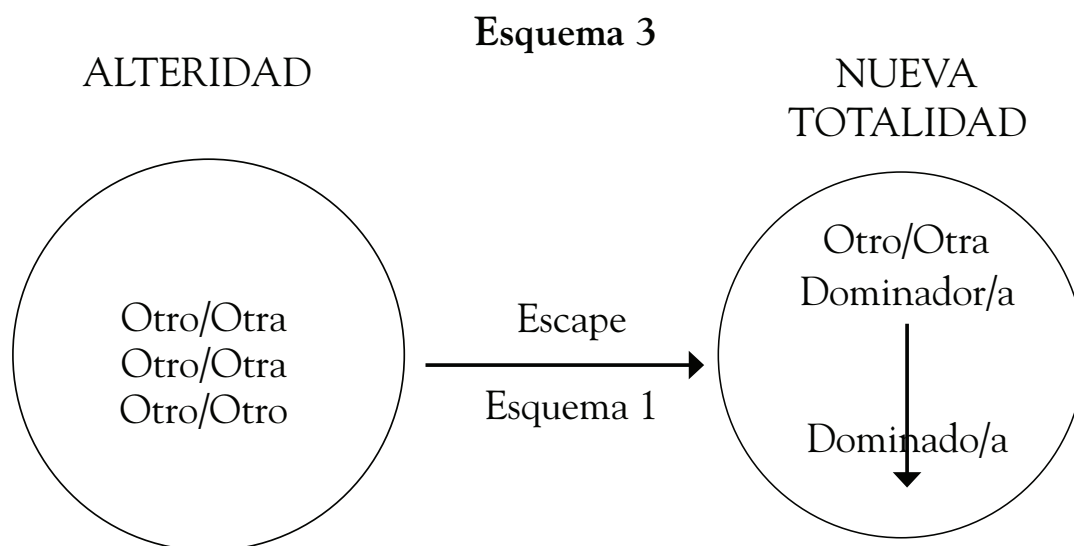 Esquema 3
ALTERIDAD
NUEVA
TOTALIDAD
Otro/Otra
Otro/Otra
Otro/Otro
Escape
Esquema 1
Otro/Otra
Dominador/a
Dominado/a